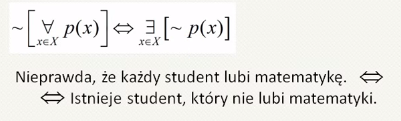 ~[∀x∈X p(x)] ⇔ ∃x∈X [~ p(x)]
Nieprawda, że każdy student lubi matematykę. ⇔
⇔ Istnieje student, który nie lubi matematyki.